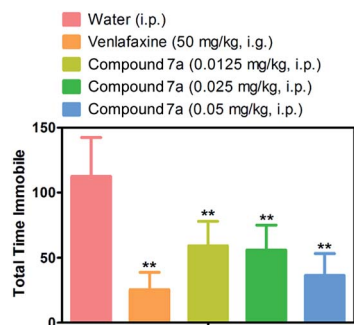 Water (i.p.)
Venlafaxine (50 mg/kg, i.g.)
Compound 7a (0.0125 mg/kg, i.p.)
Compound 7a (0.025 mg/kg, i.p.)
Compound 7a (0.05 mg/kg, i.p.)
Total Time Immobile
150
100
50
0
**
**
**
**